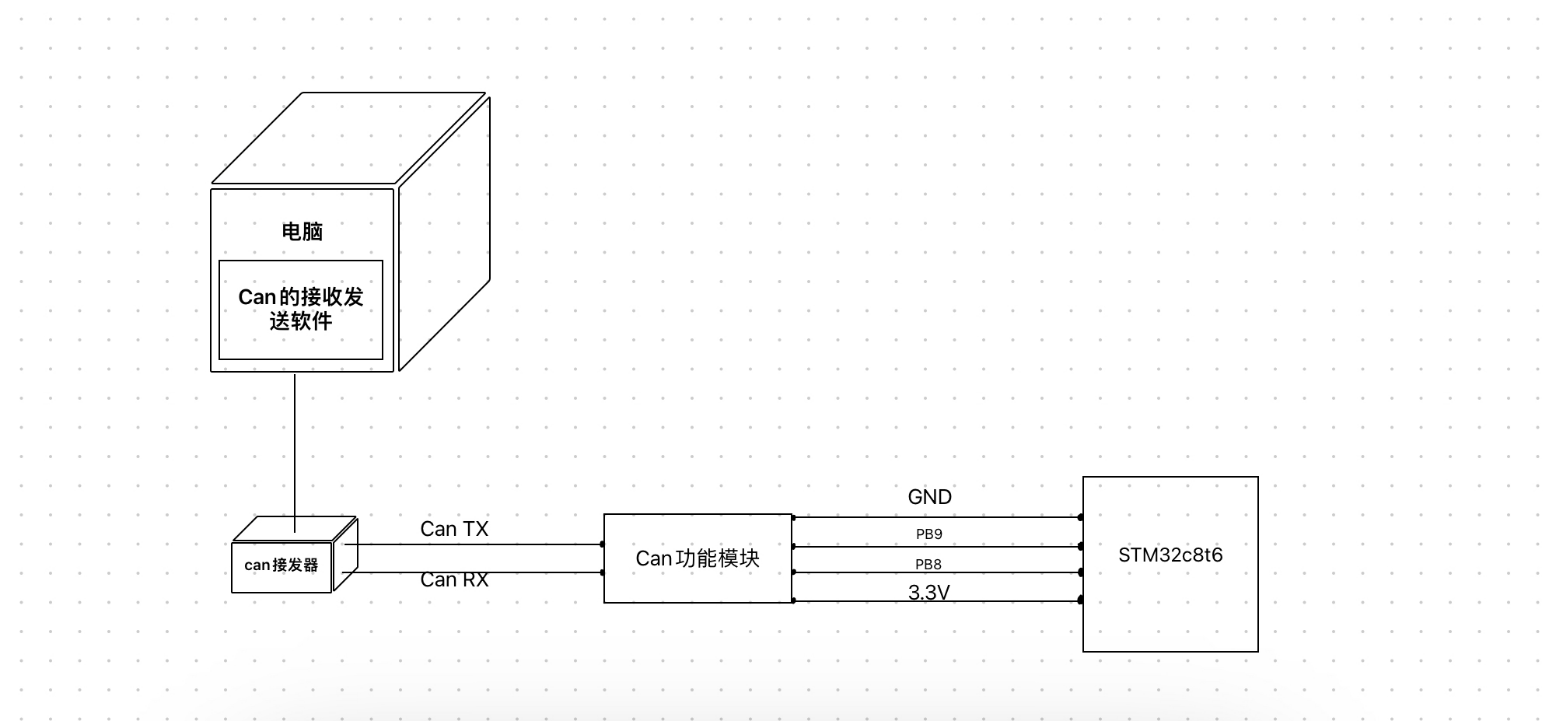 电脑
Can的接收发
送软件
GND
Can TX
PB9
STM32c8t6
Can功能模块
can接发器
PB8
Can RX
3.3V